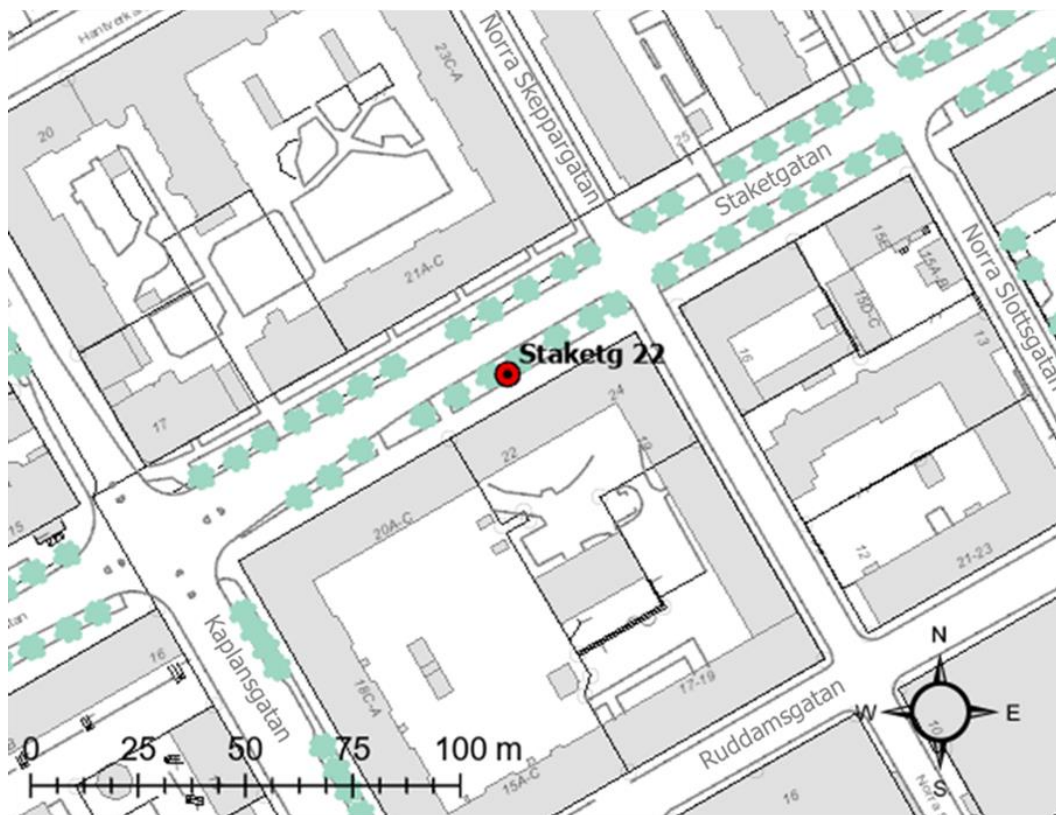 23C-A
Norra Skeppargatan
20
25
Staketgatan
15E
15A-B
21A-C
15D-C
Norra Slottsgatan
13
16
Staketg 22
17
24
22
19
20A-C
15
12
21-23
16
Kaplansgatan
18C-A
17-19
N
W
E
S
10
Ruddamsgatan
0 25 50 75 100 m
15A-C
16